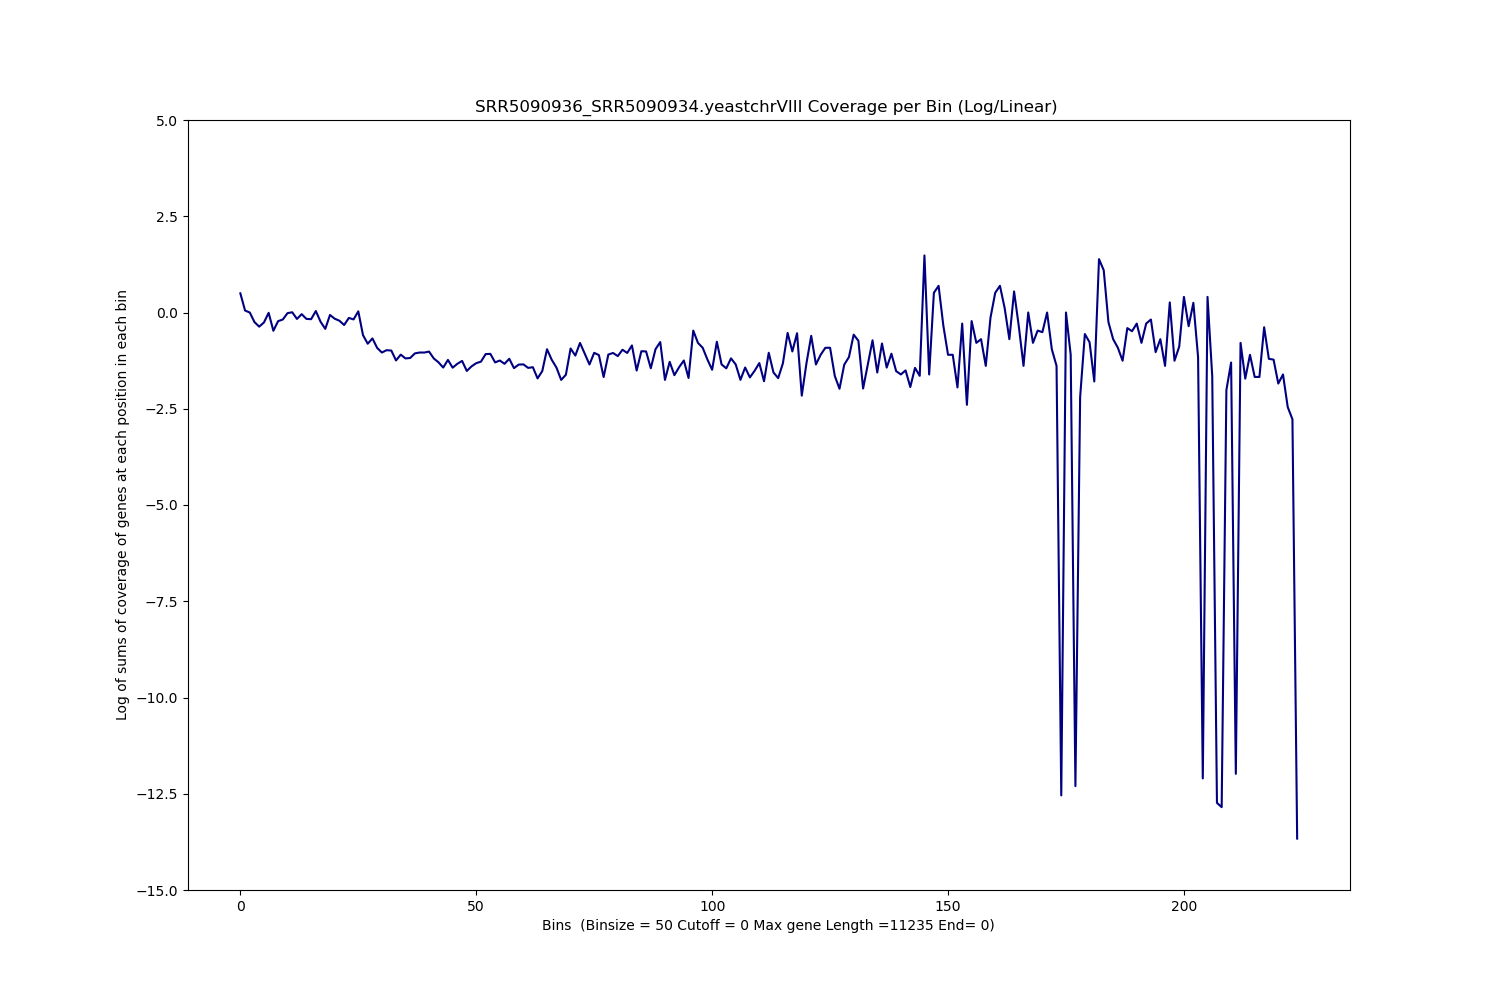 SRR5090936_SRR5090934.yeastchrVIII Coverage per Bin (Log/Linear)
5.0
2.5
0.0
−2.5
−5.0
−7.5
−10.0
−12.5
−15.0
Log of sums of coverage of genes at each position in each bin
0 50 100 150 200
Bins  (Binsize = 50 Cutoff = 0 Max gene Length =11235 End= 0)